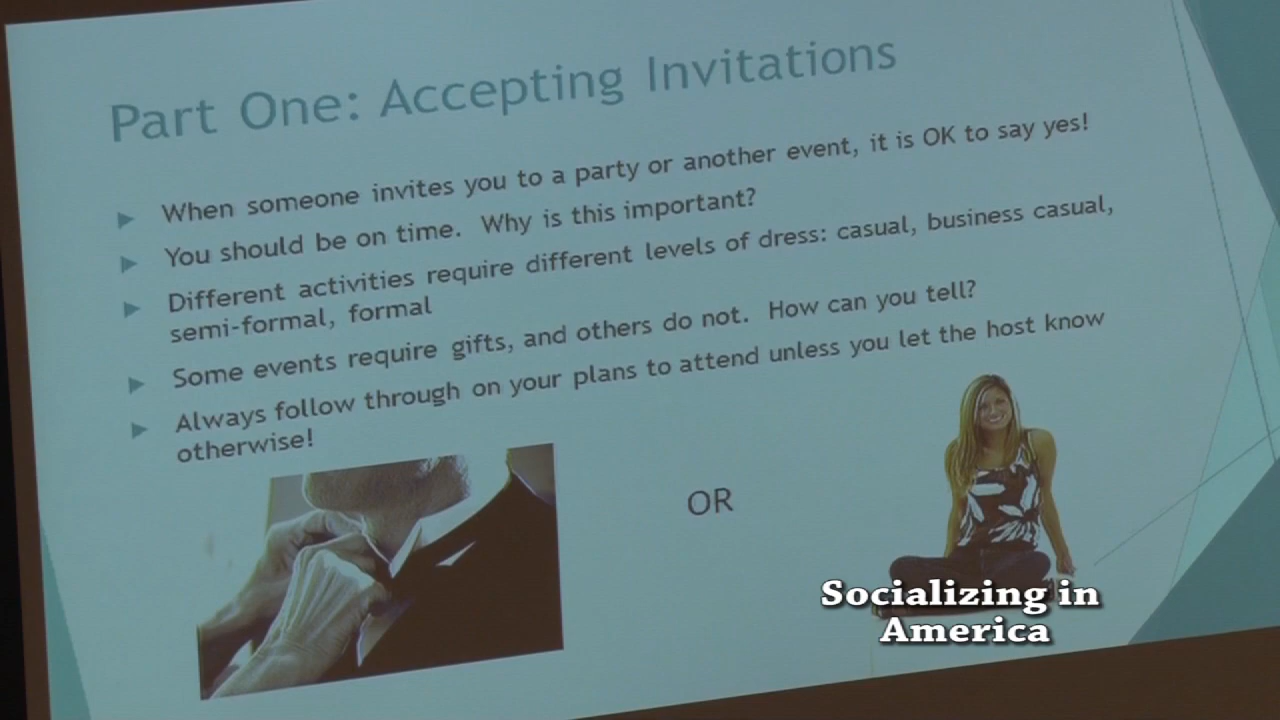 Part One: Accepting Invitations
When someone invites you to a party or another event, it is OK to say yes!
You should be on time. Why is this important?
Different activities require different levels of dress: casual, business casual,
semi-formal, formal
Some events require gifts, and others do not. How can you tell?
Always follow through on your plans to attend unless you let the host know
otherwise!
OR
Socializing in
America